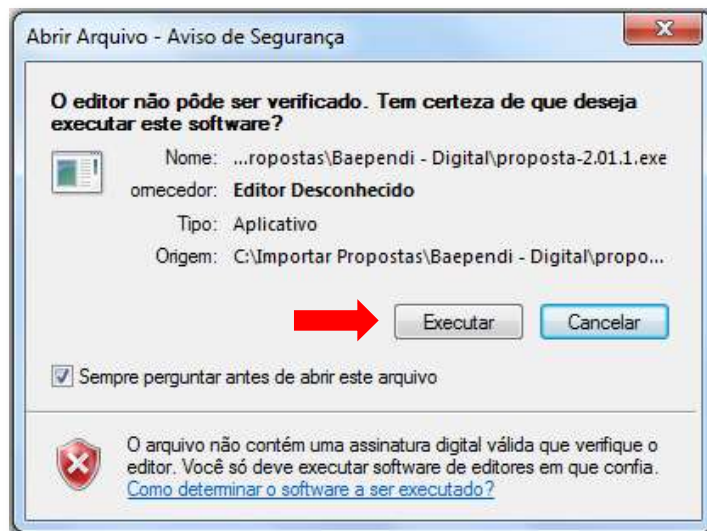 Abrir Arquivo - Aviso de Segurança
O editor não pôde ser verificado. Tem certeza de que deseja
executar este software?
Nome: ...ropostas\Baependi - Digital\proposta-2.01.1.exe
ornecedor: Editor Desconhecido
Tipo: Aplicativo
Origem: C:\Importar Propostas\Baependi - Digital\propo...
Executar Cancelar
Sempre perguntar antes de abrir este arquivo
O arquivo não contém uma assinatura digital válida que verifique o
editor. Você só deve executar software de editores em que confia.
Como determinar o software a ser executado?